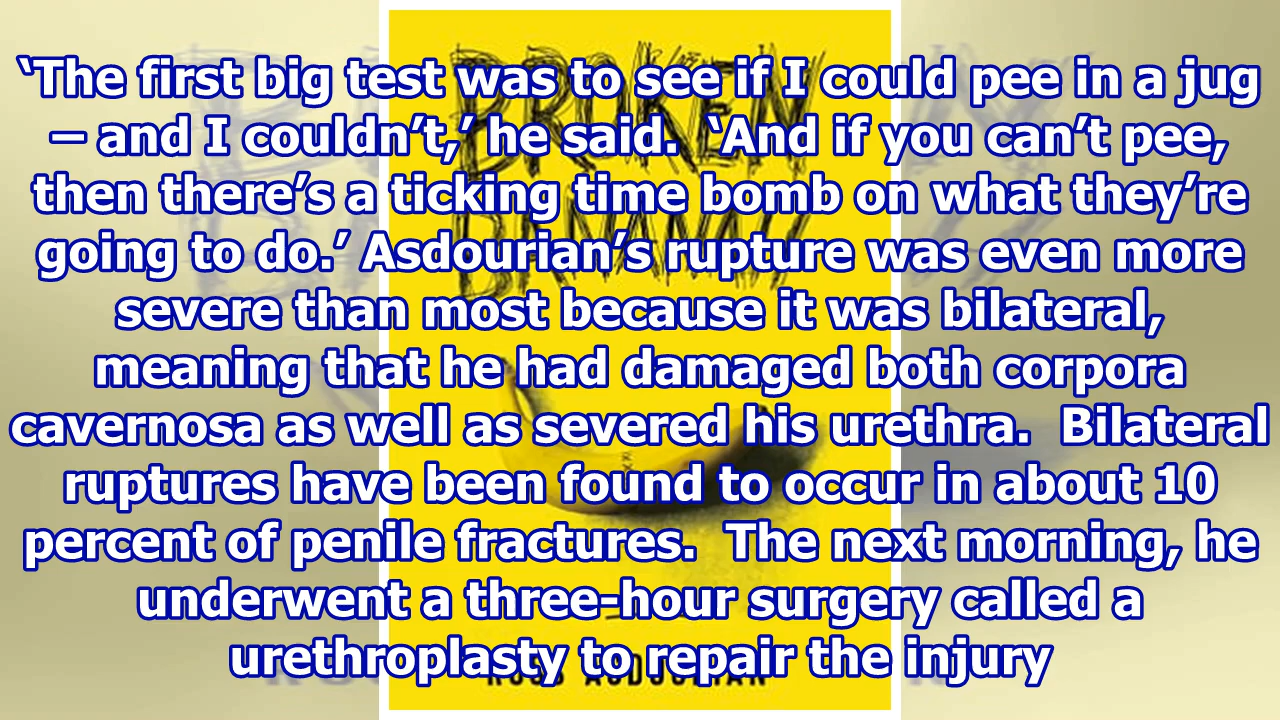 ‘The first big test was to see if I could pee in a jug
– and I couldn’t,’ he said.  ‘And if you can’t pee,
then there’s a ticking time bomb on what they’re
going to do.’  Asdourian’s rupture was even more
severe than most because it was bilateral,
meaning that he had damaged both corpora
cavernosa as well as severed his urethra.  Bilateral
ruptures have been found to occur in about 10
percent of penile fractures.  The next morning, he
underwent a three-hour surgery called a
urethroplasty to repair the injury
BROKEN
BANANA
ROSS ASDOURIAN